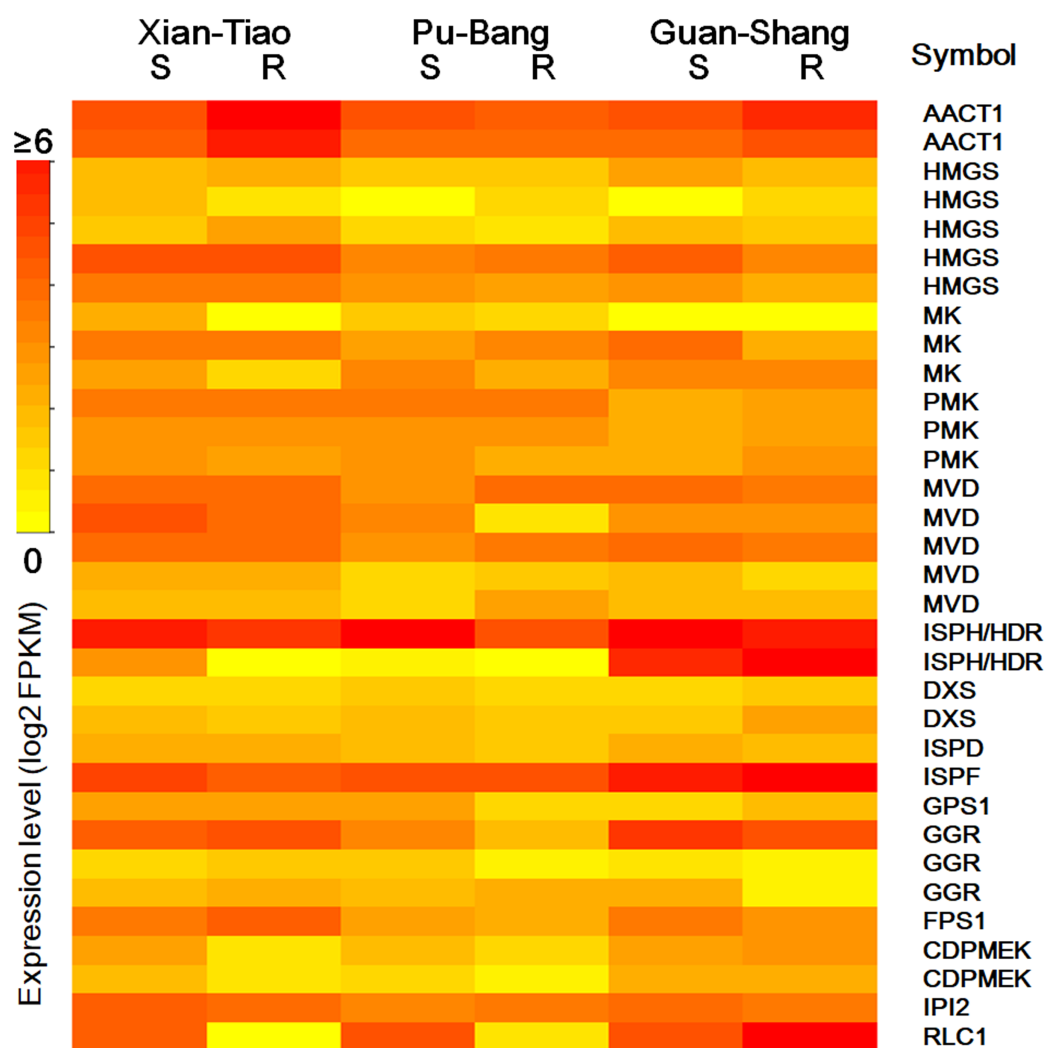 Xian-Tiao Pu-Bang Guan-Shang
S R S R S R
Symbol
≥6
0
Expression level (log2 FPKM)
AACT1
AACT1
HMGS
HMGS
HMGS
HMGS
HMGS
MK
MK
MK
PMK
PMK
PMK
MVD
MVD
MVD
MVD
MVD
ISPH/HDR
ISPH/HDR
DXS
DXS
ISPD
ISPF
GPS1
GGR
GGR
GGR
FPS1
CDPMEK
CDPMEK
IPI2
RLC1